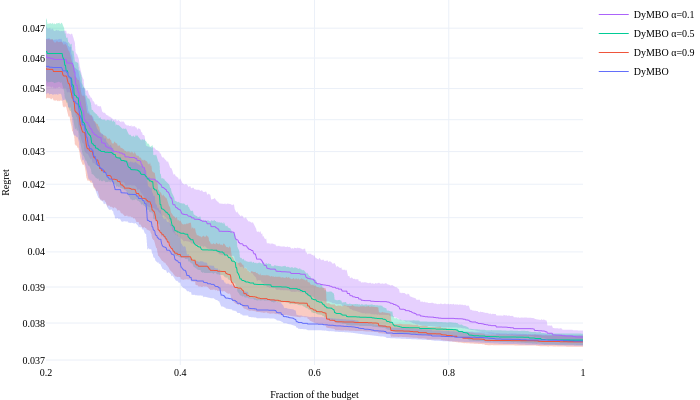 DyMBO α=0.1
DyMBO α=0.5
DyMBO α=0.9
DyMBO
0.047
0.046
0.045
0.044
0.043
0.042
0.041
0.04
0.039
0.038
0.037
Regret
0.2
0.4
0.6
0.8
1
Fraction of the budget